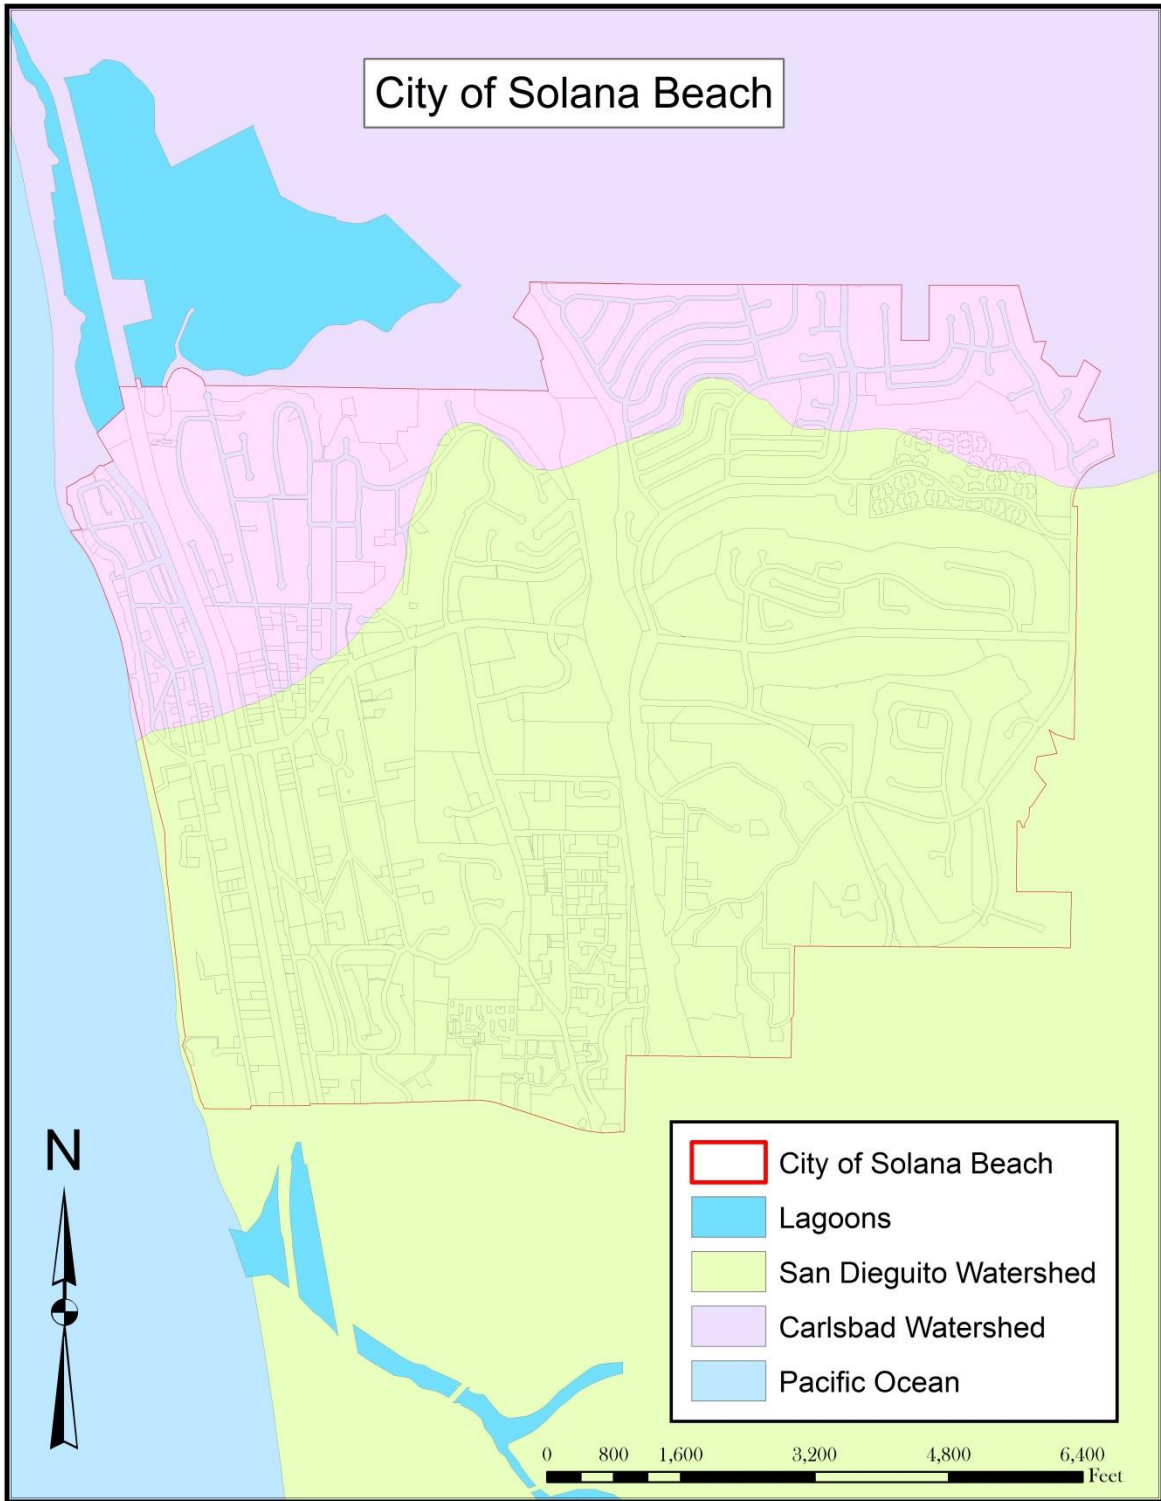 City of Solana Beach
N
City of Solana Beach
Lagoons
San Dieguito Watershed
Carlsbad Watershed
Pacific Ocean
0 800 1,600 3,200 4,800 6,400
Feet